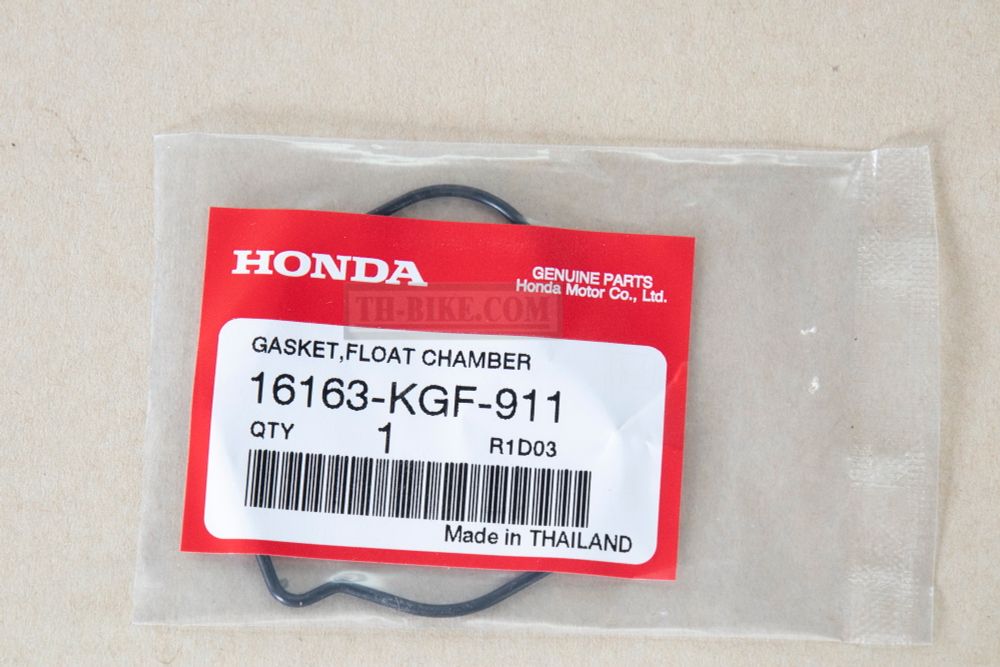 HONDA
GENUINE PARTS
Honda Motor Co., Ltd.
TH-BIKE.COM
GASKET,FLOAT CHAMBER
16163-KGF-911
QTY 1 R1D03
Made in THAILAND